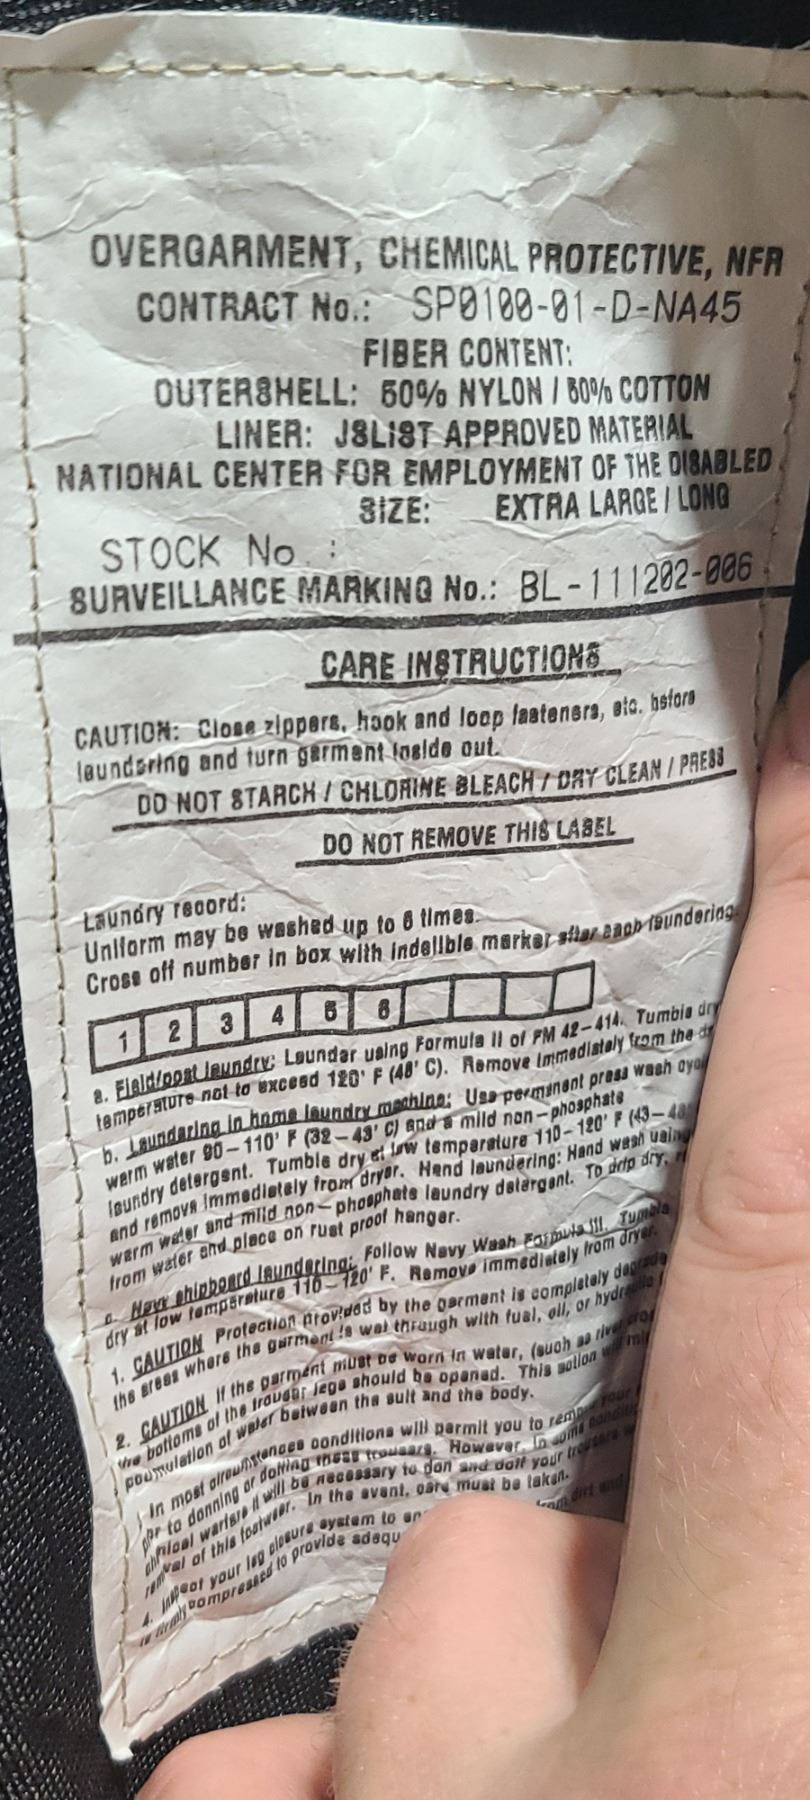 OVERGARMENT, CHEMICAL PROTECTIVE, NFR
CONTRACT No.: SP0100-01-D-NA45
FIBER CONTENT:
OUTERSHELL: 50% NYLON / 50% COTTON
LINER: JSLIST APPROVED MATERIAL
NATIONAL CENTER FOR EMPLOYMENT OF THE DISABLED
SIZE: EXTRA LARGE / LONG
STOCK No :
SURVEILLANCE MARKING No.: BL-111202-006
CARE INSTRUCTIONS
CAUTION: Close zippers, hook and loop fasteners, etc. before
laundering and turn garment inside out.
DO NOT STARCH / CHLORINE BLEACH / DRY CLEAN / PRESS
DO NOT REMOVE THIS LABEL
Laundry record:
Uniform may be washed up to 6 times.
Cross off number in box with indelible marker after each laundering.
1 2 3 4 5 6
a. Field/post laundry: Launder using Formula II of FM 42-414. Tumble dry
temperature not to exceed 120° F (48° C). Remove immediately from the
b. Laundering in home laundry machine: Use permanent press wash
warm water 90-110° F (32-43° C) and a mild non-phosphate
laundry detergent. Tumble dry at low temperature 110-120° F (43-
and remove immediately from dryer. Hand laundering: Hand wash using
warm water and mild non-phosphate laundry detergent. To drip dry,
from water and place on rust proof hanger.
c. Navy shipboard laundering: Follow Navy Wash Formula III. Tumble
dry at low temperature 110-120° F. Remove immediately from dryer.
1. CAUTION Protection provided by the garment is completely
the areas where the garment is wet through with fuel, oil, or
2. CAUTION If the garment must be worn in water, (such as
the bottoms of the trouser legs should be opened. This action
of water between the suit and the body.
In most circumstances conditions will permit you to
to donning or doffing these trousers. However, in some
warfare it will be necessary to don and doff your
of this footwear. In the event, care must be taken.
4. Inspect your leg closure system to
compressed to provide